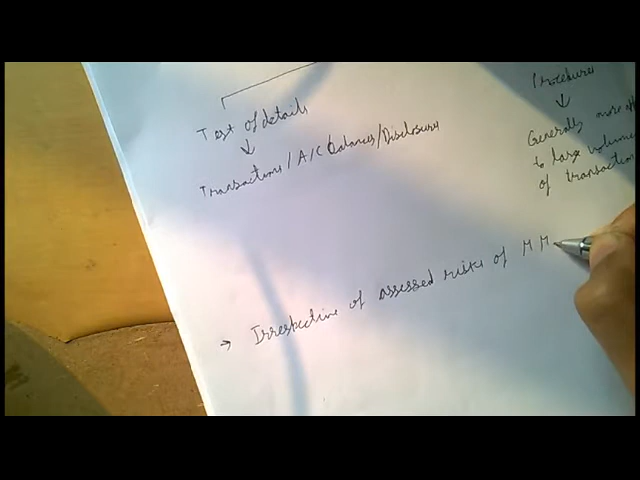 Test of details
↓
Transactions / A/C balances / Disclosures
Procedures
↓
Generally more
to large volume
of transaction
→ Irrespective of assessed risks of MM